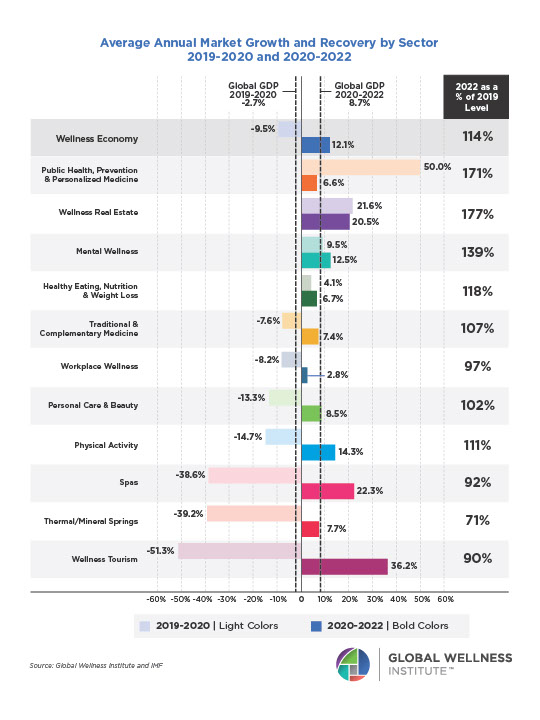 Average Annual Market Growth and Recovery by Sector
2019-2020 and 2020-2022
Global GDP
2019-2020
-2.7%
Global GDP
2020-2022
8.7%
2022 as a
% of 2019
Level
Wellness Economy
-9.5%
12.1%
114%
Public Health, Prevention
& Personalized Medicine
50.0%
6.6%
171%
Wellness Real Estate
21.6%
20.5%
177%
Mental Wellness
9.5%
12.5%
139%
Healthy Eating, Nutrition
& Weight Loss
4.1%
6.7%
118%
Traditional &
Complementary Medicine
-7.6%
7.4%
107%
Workplace Wellness
-8.2%
2.8%
97%
Personal Care & Beauty
-13.3%
8.5%
102%
Physical Activity
-14.7%
14.3%
111%
Spas
-38.6%
22.3%
92%
Thermal/Mineral Springs
-39.2%
7.7%
71%
Wellness Tourism
-51.3%
36.2%
90%
-60% -50% -40% -30% -20% -10% 0 10% 20% 30% 40% 50% 60%
2019-2020 | Light Colors
2020-2022 | Bold Colors
Source: Global Wellness Institute and IMF
GLOBAL WELLNESS
INSTITUTE™